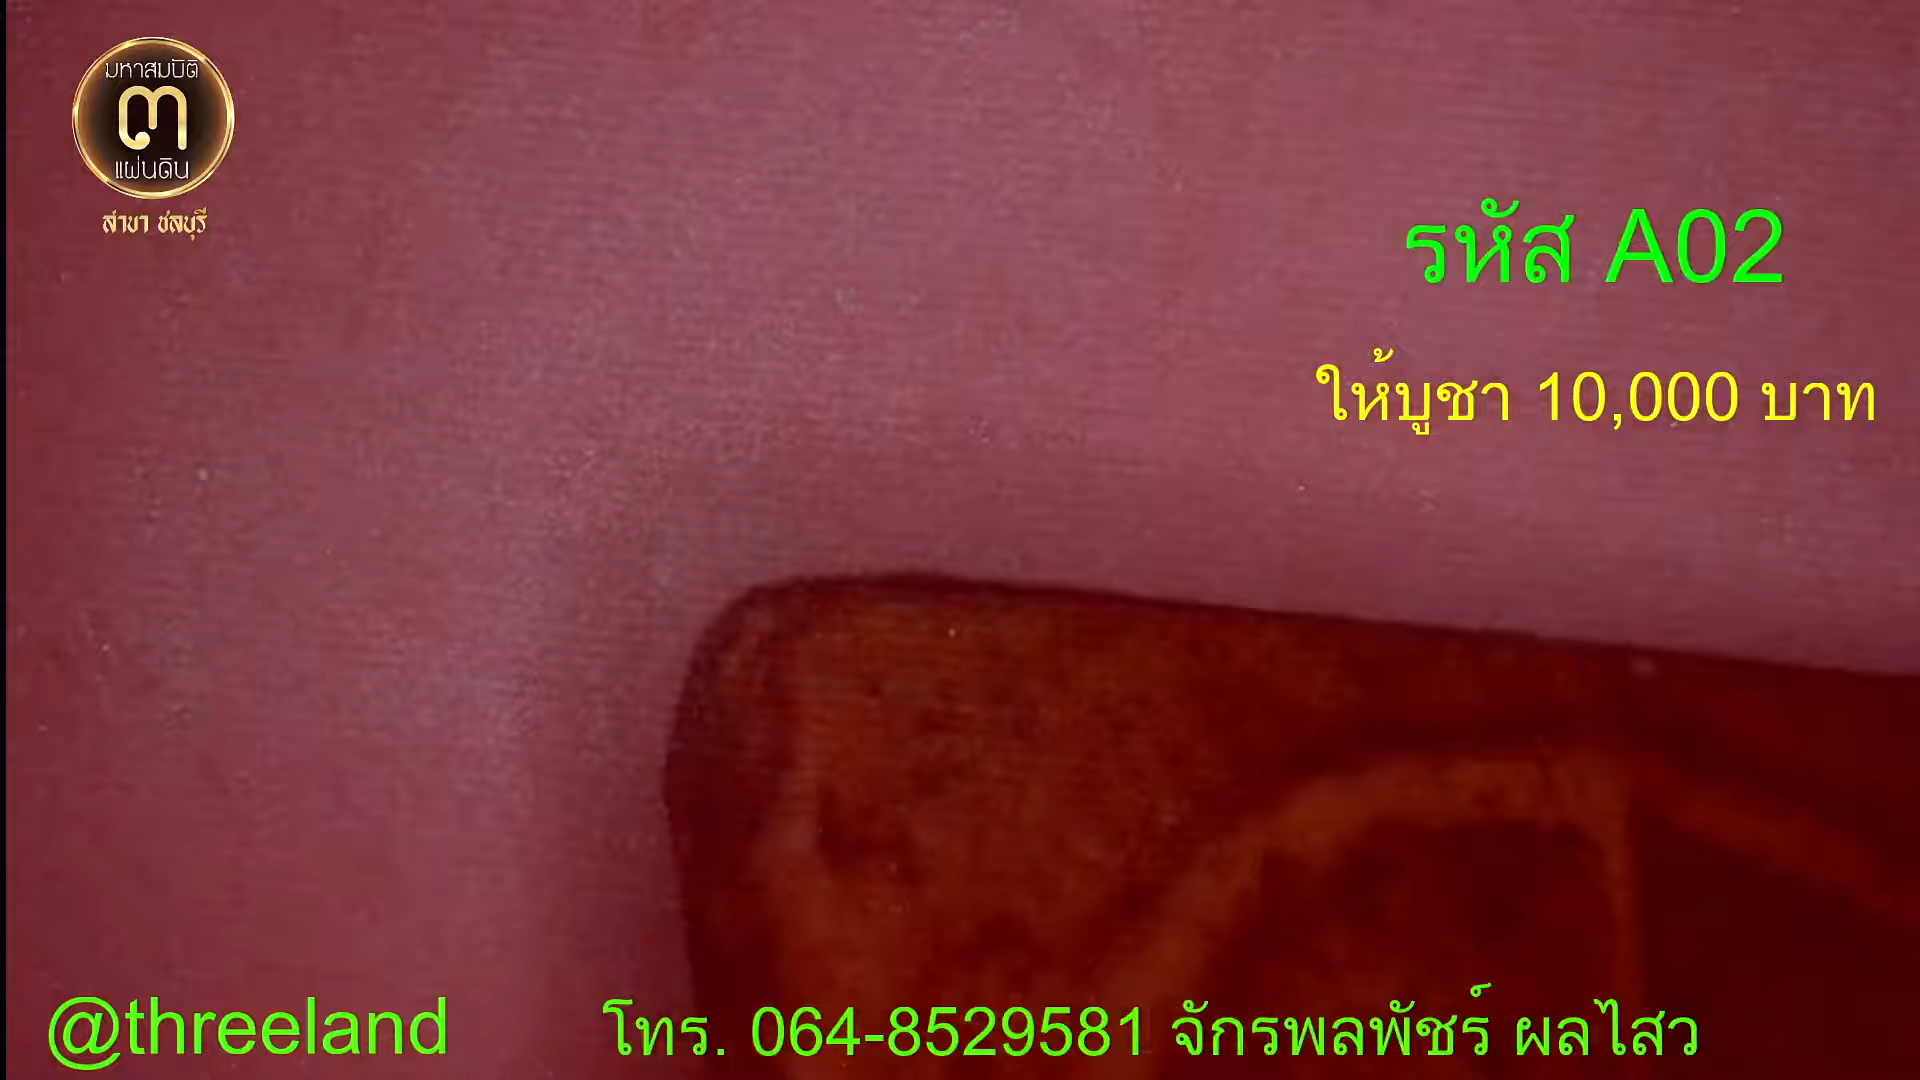 มหาสมบัติ
๓
แผ่นดิน
สาขา ชลบุรี
รหัส A02
ให้บูชา 10,000 บาท
@threeland
โทร. 064-8529581 จักรพลพัชร์ ผลไสว